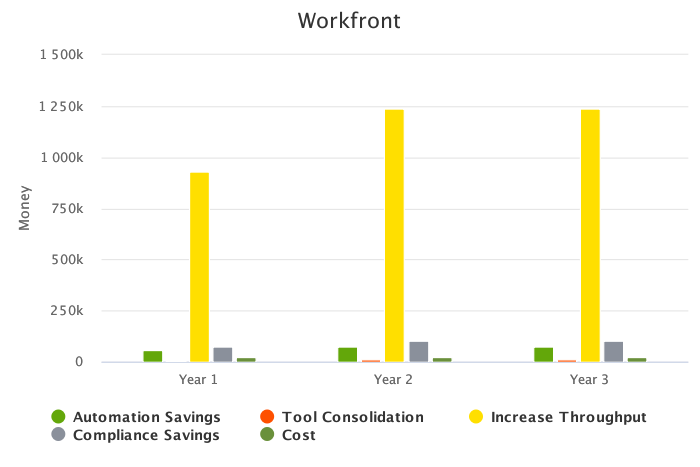 Workfront
1 500k
1 250k
1 000k
750k
500k
250k
0
Money
Year 1 Year 2 Year 3
Automation Savings Tool Consolidation Increase Throughput
Compliance Savings Cost